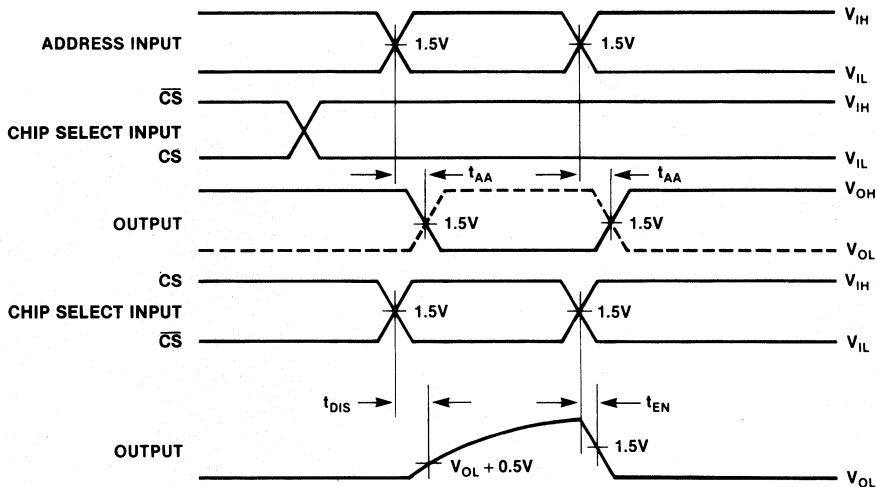 V_IH
ADDRESS INPUT 1.5V 1.5V
V_IL
C̅S̅ V_IH
CHIP SELECT INPUT
CS V_IL
t_AA t_AA
V_OH
OUTPUT 1.5V 1.5V
V_OL
CS V_IH
CHIP SELECT INPUT 1.5V 1.5V
C̅S̅ V_IL
t_DIS t_EN
OUTPUT V_OL + 0.5V 1.5V
V_OL